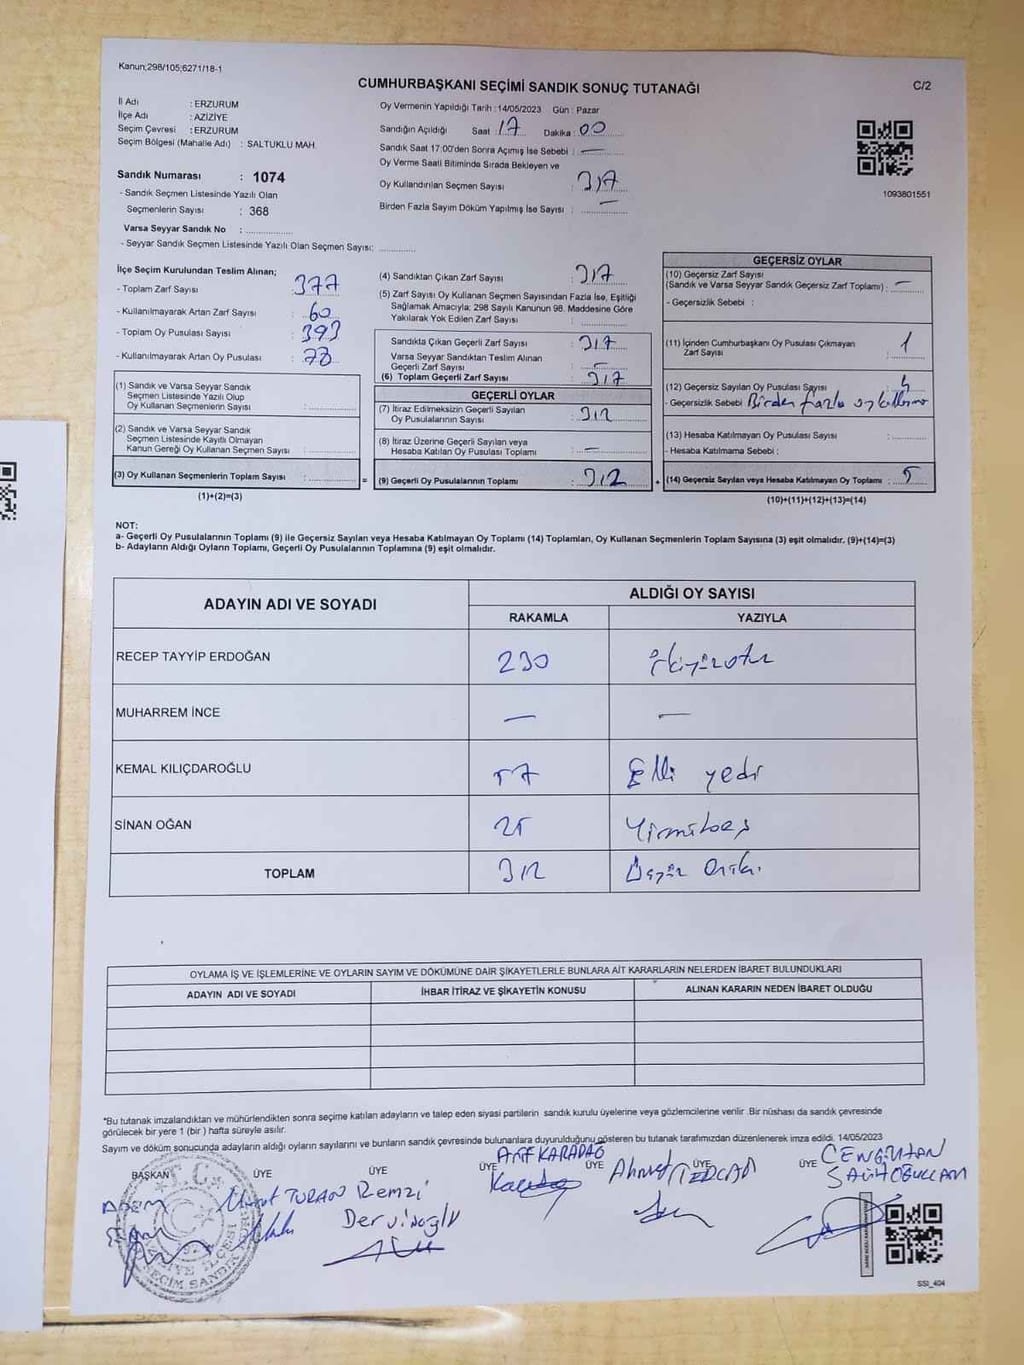 Kanun;298/105;6271/18-1
CUMHURBAŞKANI SEÇİMİ SANDIK SONUÇ TUTANAĞI
C/2
İl Adı : ERZURUM
İlçe Adı : AZİZİYE
Seçim Çevresi : ERZURUM
Seçim Bölgesi (Mahalle Adı) : SALTUKLU MAH.
Sandık Numarası : 1074
- Sandık Seçmen Listesinde Yazılı Olan
Seçmenlerin Sayısı : 368
Varsa Seyyar Sandık No :
- Seyyar Sandık Seçmen Listesinde Yazılı Olan Seçmen Sayısı:
Oy Vermenin Yapıldığı Tarih : 14/05/2023 Gün : Pazar
Sandığın Açıldığı Saat : 17 Dakika : 00
Sandık Saat 17:00'den Sonra Açımış İse Sebebi : —
Oy Verme Saati Bitiminde Sırada Bekleyen ve
Oy Kullandırılan Seçmen Sayısı : 317
Birden Fazla Sayım Döküm Yapılmış İse Sayısı : —
1093801551
İlçe Seçim Kurulundan Teslim Alınan;
- Toplam Zarf Sayısı : 377
- Kullanılmayarak Artan Zarf Sayısı : 60
- Toplam Oy Pusulası Sayısı : 393
- Kullanılmayarak Artan Oy Pusulası :
(1) Sandık ve Varsa Seyyar Sandık
Seçmen Listesinde Yazılı Olup
Oy Kullanan Seçmenlerin Sayısı :
(2) Sandık ve Varsa Seyyar Sandık
Seçmen Listesinde Kayıtlı Olmayan
Kanun Gereği Oy Kullanan Seçmen Sayısı :
(3) Oy Kullanan Seçmenlerin Toplam Sayısı :
(1)+(2)=(3)
(4) Sandıktan Çıkan Zarf Sayısı : 317
(5) Zarf Sayısı Oy Kullanan Seçmen Sayısından Fazla İse, Eşitliği
Sağlamak Amacıyla; 298 Sayılı Kanunun 98. Maddesine Göre
Yakılarak Yok Edilen Zarf Sayısı :
Sandıkta Çıkan Geçerli Zarf Sayısı : 317
Varsa Seyyar Sandıktan Teslim Alınan
Geçerli Zarf Sayısı : —
(6) Toplam Geçerli Zarf Sayısı : 317
GEÇERLİ OYLAR
(7) İtiraz Edilmeksizin Geçerli Sayılan
Oy Pusulalarının Sayısı : 312
(8) İtiraz Üzerine Geçerli Sayılan veya
Hesaba Katılan Oy Pusulası Toplamı : —
(9) Geçerli Oy Pusulalarının Toplamı : 312
GEÇERSİZ OYLAR
(10) Geçersiz Zarf Sayısı
(Sandık ve Varsa Seyyar Sandık Geçersiz Zarf Toplamı) : —
- Geçersizlik Sebebi :
(11) İçinden Cumhurbaşkanı Oy Pusulası Çıkmayan
Zarf Sayısı : 1
(12) Geçersiz Sayılan Oy Pusulası Sayısı : 4
- Geçersizlik Sebebi : Birden fazla oy kullanma
(13) Hesaba Katılmayan Oy Pusulası Sayısı :
- Hesaba Katılmama Sebebi :
(14) Geçersiz Sayılan veya Hesaba Katılmayan Oy Toplamı : 5
(10)+(11)+(12)+(13)=(14)
NOT:
a- Geçerli Oy Pusulalarının Toplamı (9) ile Geçersiz Sayılan veya Hesaba Katılmayan Oy Toplamı (14) Toplamları, Oy Kullanan Seçmenlerin Toplam Sayısına (3) eşit olmalıdır. (9)+(14)=(3)
b- Adayların Aldığı Oyların Toplamı, Geçerli Oy Pusulalarının Toplamına (9) eşit olmalıdır.
ADAYIN ADI VE SOYADI
ALDIĞI OY SAYISI
RAKAMLA YAZIYLA
RECEP TAYYİP ERDOĞAN 230 ikiyüzotuz
MUHARREM İNCE — —
KEMAL KILIÇDAROĞLU 57 Elli yedi
SİNAN OĞAN 25 Yirmibeş
TOPLAM 312 Üçyüz Oniki
OYLAMA İŞ VE İŞLEMLERİNE VE OYLARIN SAYIM VE DÖKÜMÜNE DAİR ŞİKAYETLERLE BUNLARA AİT KARARLARIN NELERDEN İBARET BULUNDUKLARI
ADAYIN ADI VE SOYADI
İHBAR İTİRAZ VE ŞİKAYETİN KONUSU
ALINAN KARARIN NEDEN İBARET OLDUĞU
*Bu tutanak imzalandıktan ve mühürlendikten sonra seçime katılan adayların ve talep eden siyasi partilerin sandık kurulu üyelerine veya gözlemcilerine verilir .Bir nüshası da sandık çevresinde
görülecek bir yere 1 (bir ) hafta süreyle asılır.
Sayım ve döküm sonucunda adayların aldığı oyların sayılarını ve bunların sandık çevresinde bulunanlara duyurulduğunu gösteren bu tutanak tarafımızdan düzenlenerek imza edildi. 14/05/2023
BAŞKAN ÜYE ÜYE ÜYE ÜYE ÜYE ÜYE
Adem
Murat TURAN
Remzi
Dervişoğlu
ARİF KARADAĞ
Ahmet
CENGİZHAN
T.C.
SEÇİM SANDIK
SSİ_404